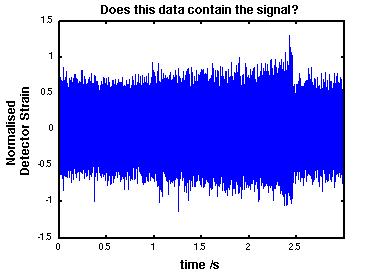 Does this data contain the signal?
1.5
1
0.5
0
-0.5
-1
-1.5
Normalised
Detector Strain
0 0.5 1 1.5 2 2.5
time /s